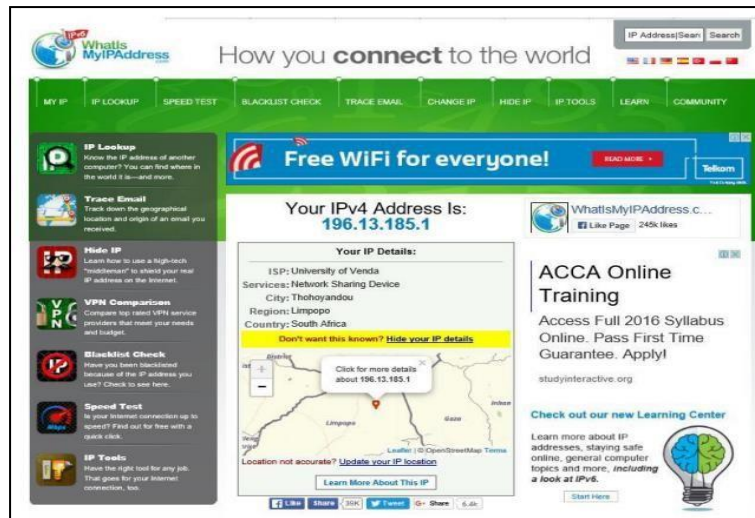 IPv6
WhatIs
MyIPAddress
How you connect to the world
IP Address|Sean Search
MY IP IP LOOKUP SPEED TEST BLACKLIST CHECK TRACE EMAIL CHANGE IP HIDE IP IP TOOLS LEARN COMMUNITY
IP Lookup
Know the IP address of another
computer? You can find where in
the world it is—and more.
Trace Email
Track down the geographical
location and origin of an email you
received.
Hide IP
Learn how to use a high-tech
"middleman" to shield your real
IP address on the Internet.
VPN
VPN Comparison
Compare top rated VPN service
providers that meet your needs
and budget.
IP
Blacklist Check
Have you been blacklisted
because of the IP address you
use? Check to see here.
Mbps
Speed Test
Is your Internet connection up to
speed? Find out for free with a
quick click.
IP Tools
Have the right tool for any job.
That goes for your Internet
connection, too.
Free WiFi for everyone!
READ MORE
Telkom
Your IPv4 Address Is:
196.13.185.1
Your IP Details:
ISP: University of Venda
Services: Network Sharing Device
City: Thohoyandou
Region: Limpopo
Country: South Africa
Don't want this known? Hide your IP details
District
+
−
Click for more details
about 196.13.185.1
×
Limpopo
Gaza
Leaflet | © OpenStreetMap Terms
Location not accurate? Update your IP location
Learn More About This IP
Like Share 39K Tweet G+ Share 6.4k
WhatIsMyIPAddress.c...
Like Page 245k likes
ACCA Online
Training
Access Full 2016 Syllabus
Online. Pass First Time
Guarantee. Apply!
studyinteractive.org
Check out our new Learning Center
Learn more about IP
addresses, staying safe
online, general computer
topics and more, including
a look at IPv6.
Start Here